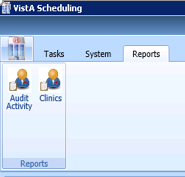 VistA Scheduling
Tasks System Reports
Audit Activity Clinics
Reports